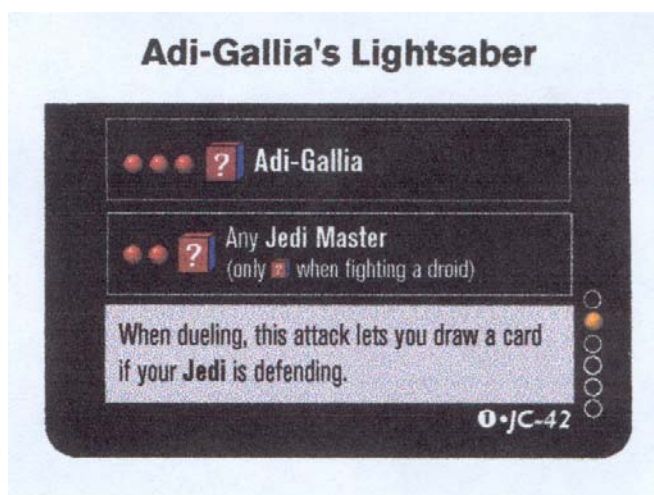 Adi-Gallia's Lightsaber
? Adi-Gallia
? Any Jedi Master
(only ? when fighting a droid)
When dueling, this attack lets you draw a card
if your Jedi is defending.
1•JC-42